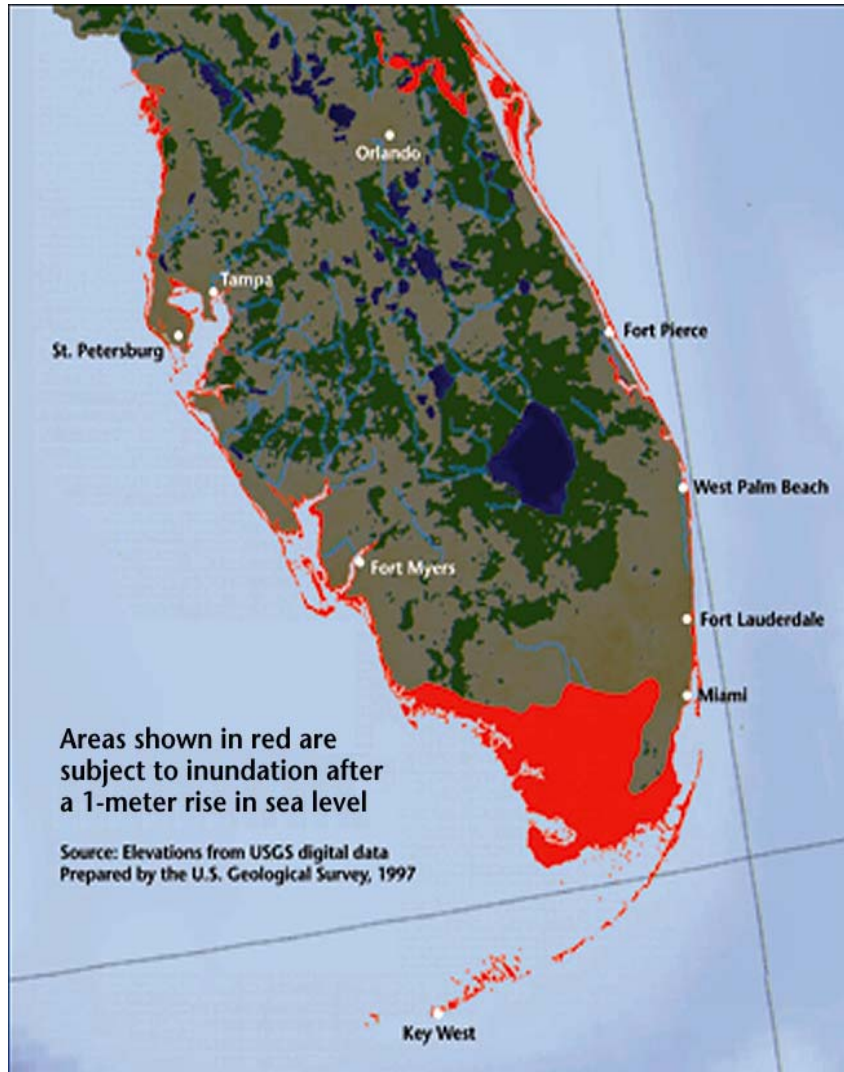 Orlando
Tampa
St. Petersburg
Fort Pierce
West Palm Beach
Fort Myers
Fort Lauderdale
Miami
Areas shown in red are
subject to inundation after
a 1-meter rise in sea level
Source: Elevations from USGS digital data
Prepared by the U.S. Geological Survey, 1997
Key West